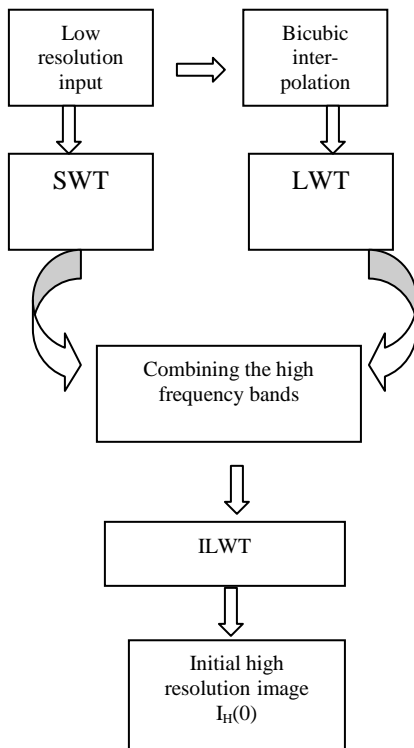 Low
resolution
input
Bicubic
inter-
polation
SWT
LWT
Combining the high
frequency bands
ILWT
Initial high
resolution image
I_H(0)